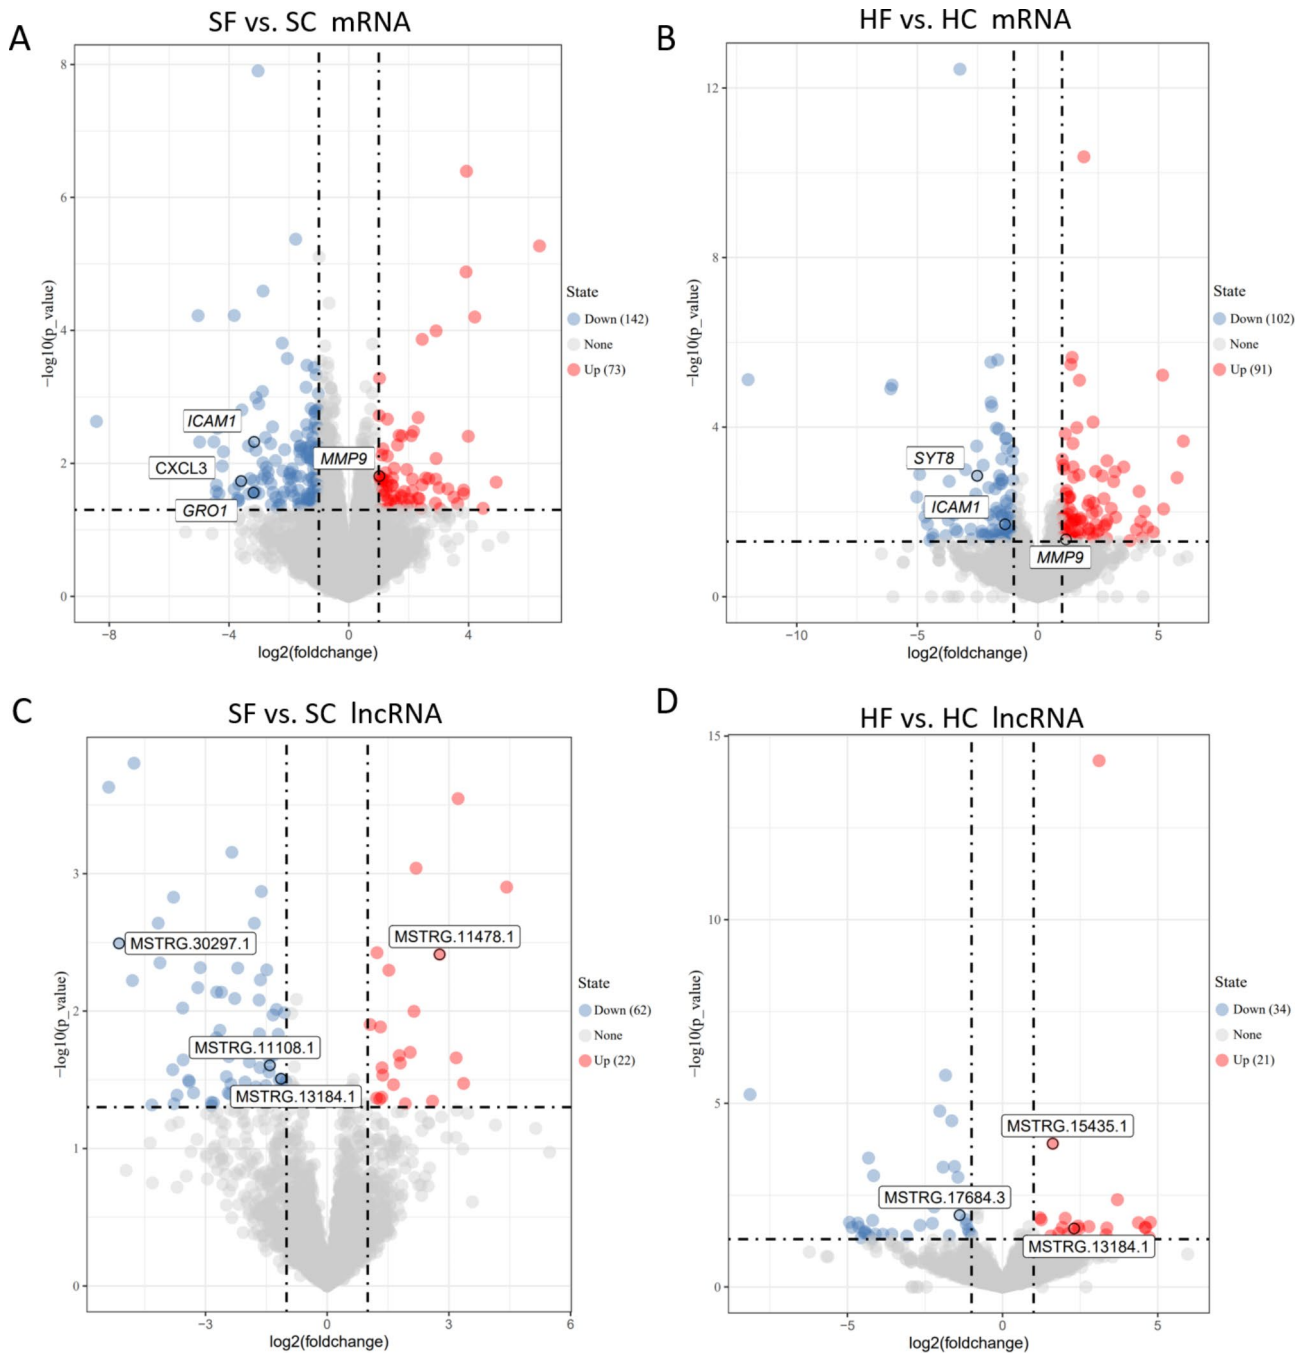 A
SF vs. SC mRNA
8
6
4
2
0
−8
−4
0
4
−log10(p_value)
log2(foldchange)
ICAM1
CXCL3
GRO1
MMP9
State
Down (142)
None
Up (73)
B
HF vs. HC mRNA
12
8
4
0
−10
−5
0
5
−log10(p_value)
log2(foldchange)
SYT8
ICAM1
MMP9
State
Down (102)
None
Up (91)
C
SF vs. SC lncRNA
3
2
1
0
−3
0
3
6
−log10(p_value)
log2(foldchange)
MSTRG.30297.1
MSTRG.11478.1
MSTRG.11108.1
MSTRG.13184.1
State
Down (62)
None
Up (22)
D
HF vs. HC lncRNA
15
10
5
0
−5
0
5
−log10(p_value)
log2(foldchange)
MSTRG.15435.1
MSTRG.17684.3
MSTRG.13184.1
State
Down (34)
None
Up (21)